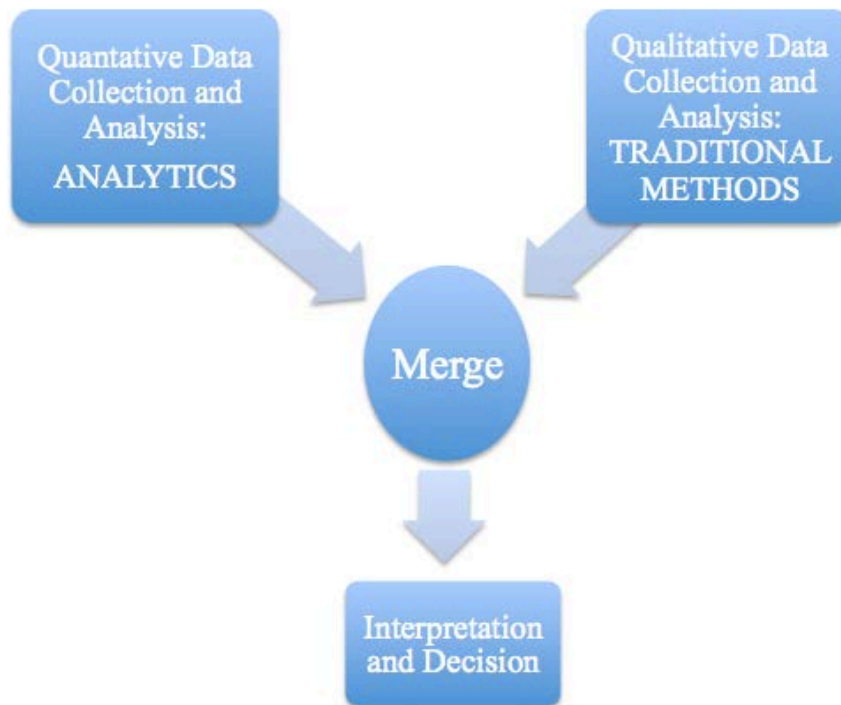 Quantative Data
Collection and
Analysis:
ANALYTICS
Qualitative Data
Collection and
Analysis:
TRADITIONAL
METHODS
Merge
Interpretation
and Decision